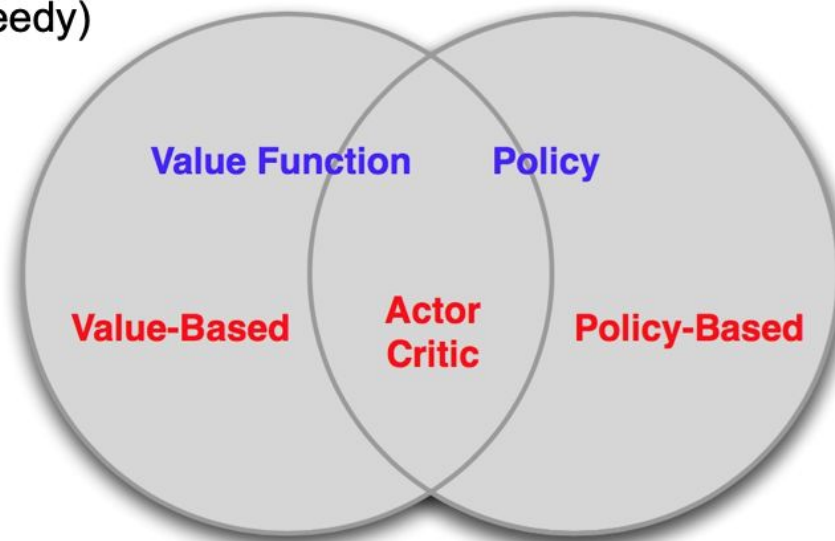 eedy)
Value Function
Policy
Value-Based
Actor
Critic
Policy-Based